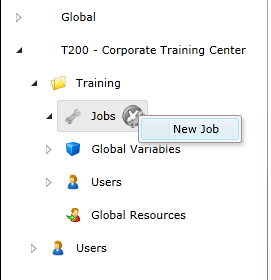 Global
T200 - Corporate Training Center
Training
Jobs
New Job
Global Variables
Users
Global Resources
Users